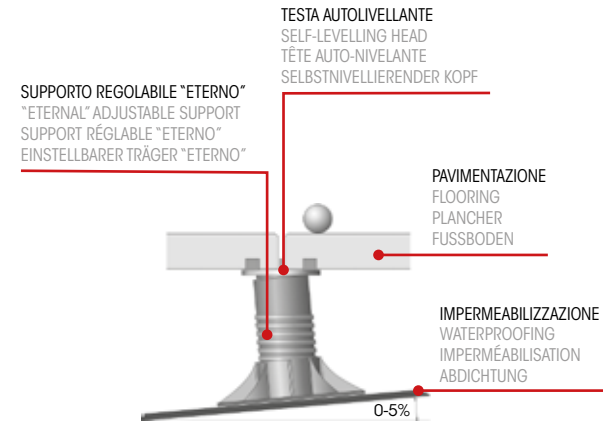 TESTA AUTOLIVELLANTE
SELF-LEVELLING HEAD
TÊTE AUTO-NIVELANTE
SELBSTNIVELLIERENDER KOPF
SUPPORTO REGOLABILE “ETERNO”
“ETERNAL” ADJUSTABLE SUPPORT
SUPPORT RÉGLABLE “ETERNO”
EINSTELLBARER TRÄGER “ETERNO”
PAVIMENTAZIONE
FLOORING
PLANCHER
FUSSBODEN
IMPERMEABILIZZAZIONE
WATERPROOFING
IMPERMÉABILISATION
ABDICHTUNG
0-5%